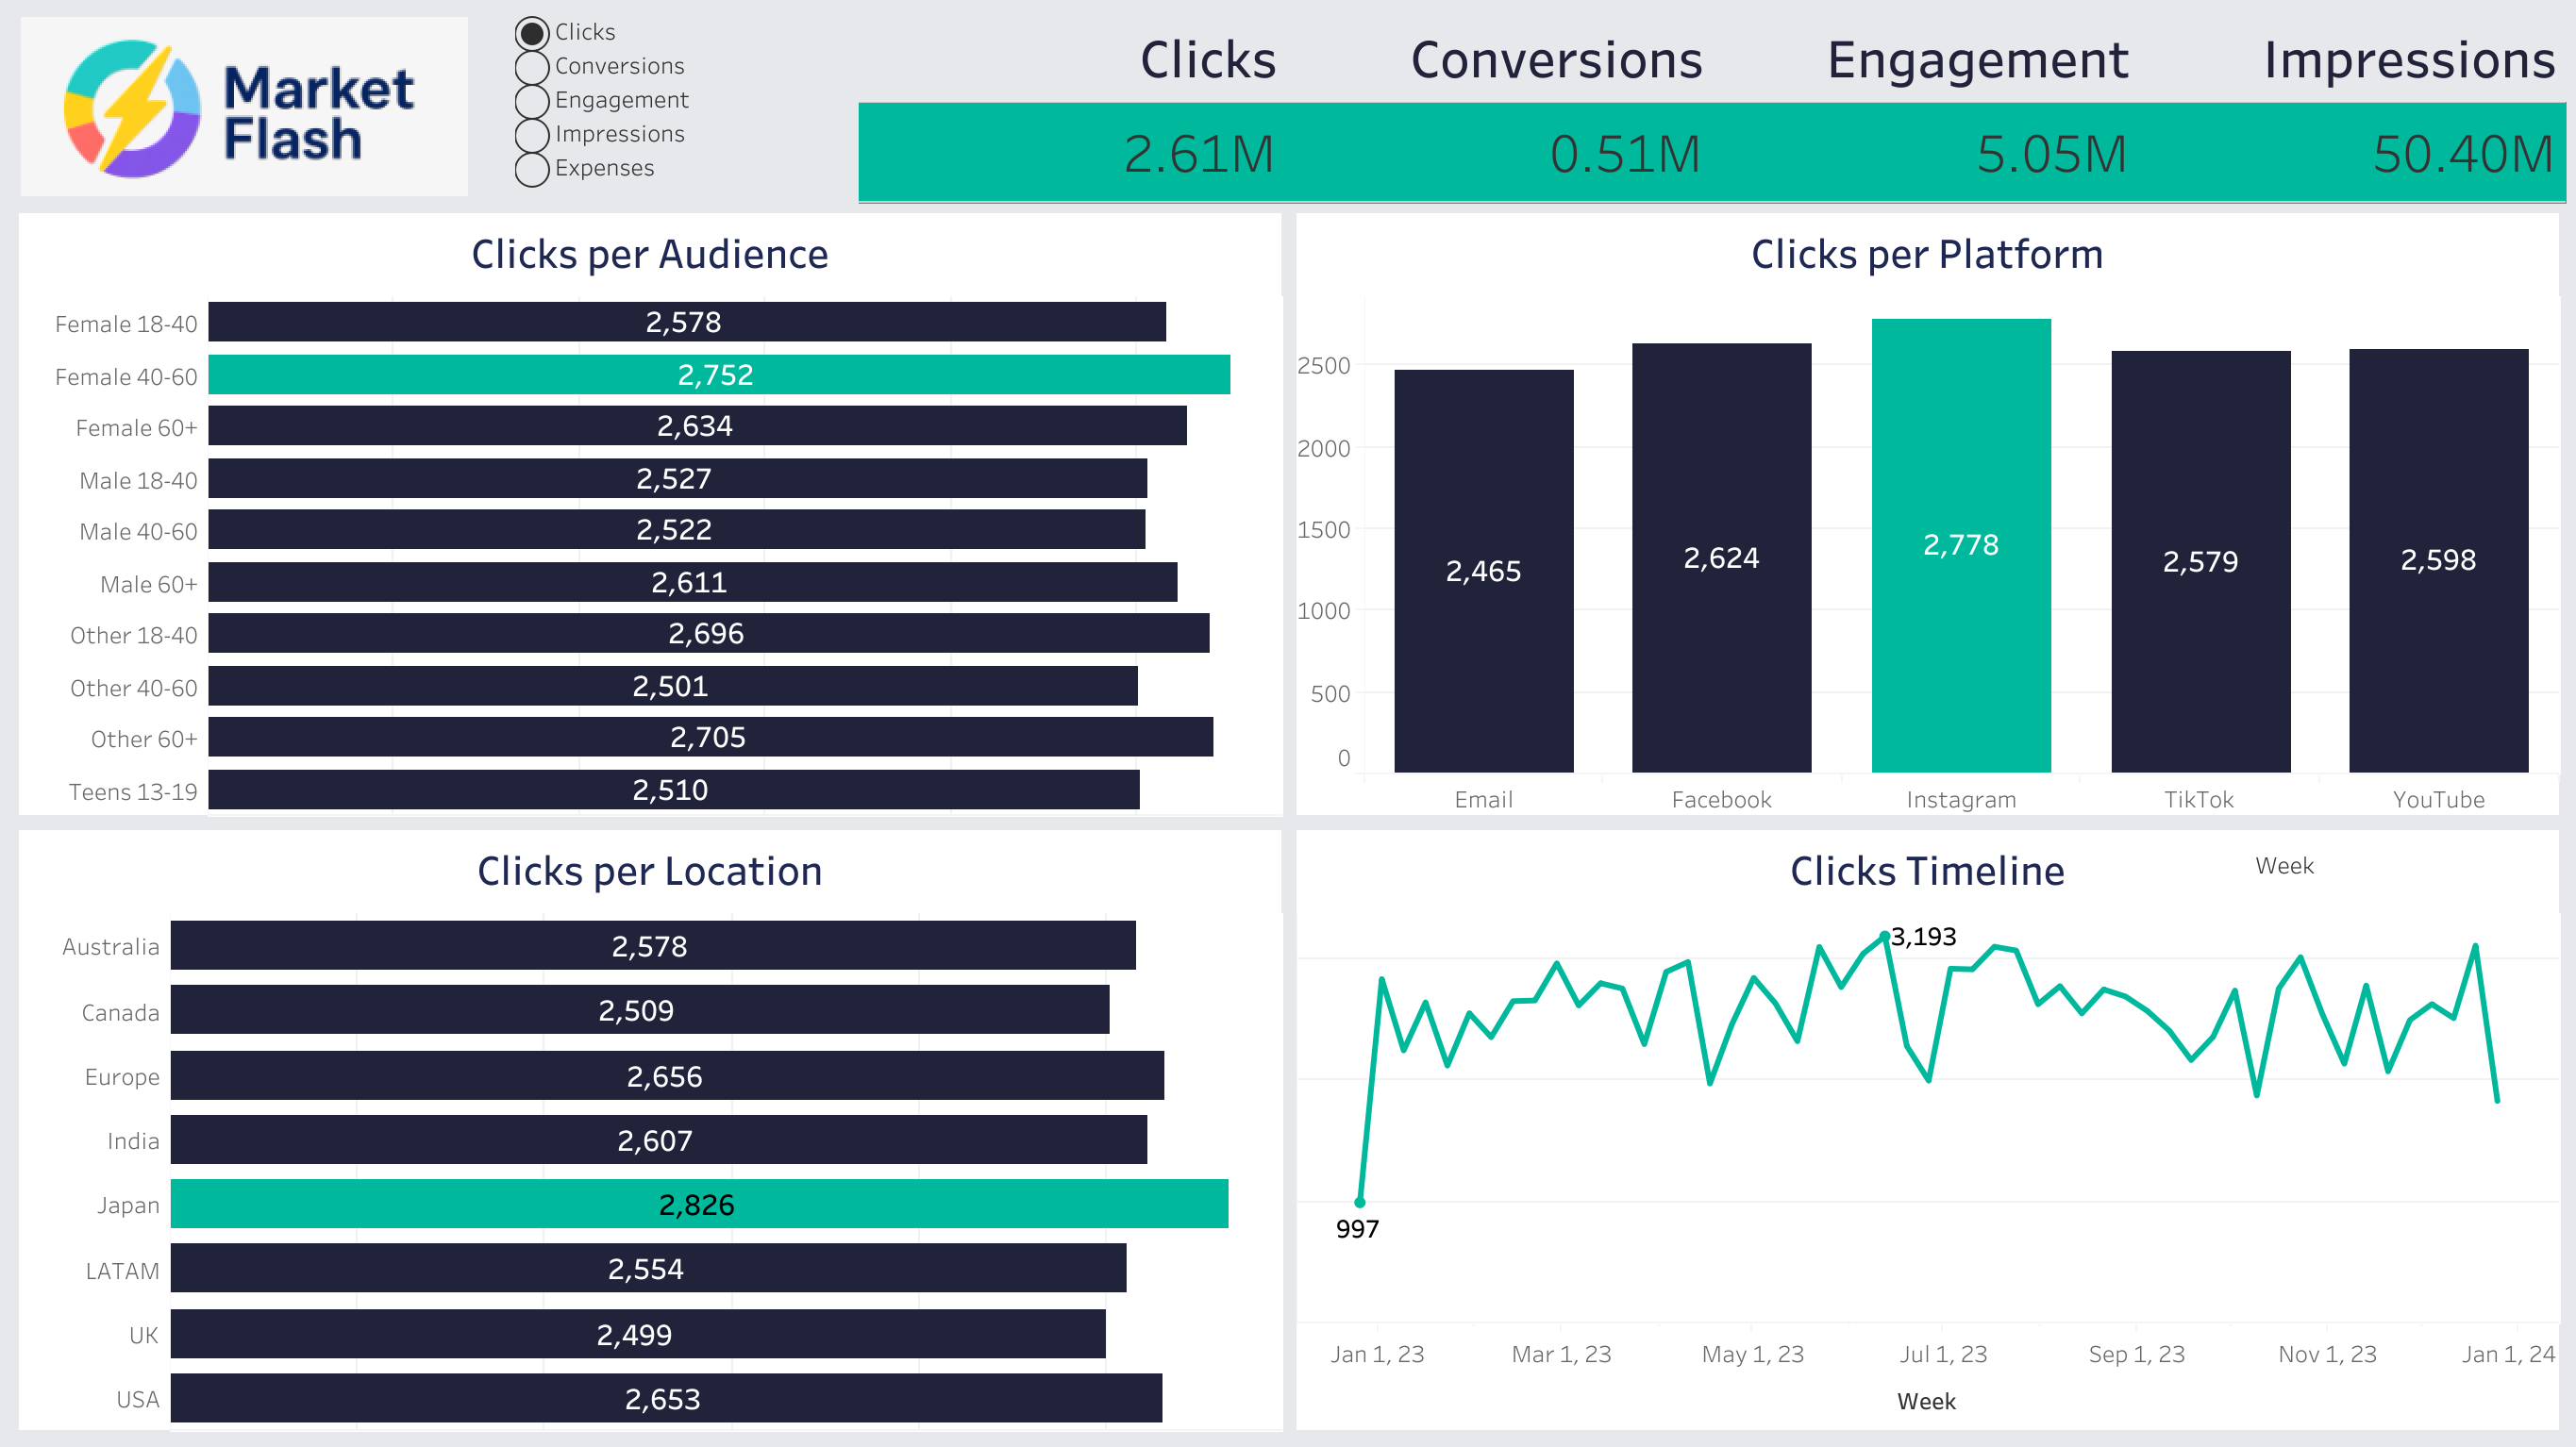 Market
Flash
Clicks
Conversions
Engagement
Impressions
Expenses
Clicks Conversions Engagement Impressions
2.61M 0.51M 5.05M 50.40M
Clicks per Audience
Female 18-40 2,578
Female 40-60 2,752
Female 60+ 2,634
Male 18-40 2,527
Male 40-60 2,522
Male 60+ 2,611
Other 18-40 2,696
Other 40-60 2,501
Other 60+ 2,705
Teens 13-19 2,510
Clicks per Platform
2500
2000
1500
1000
500
0
2,465 2,624 2,778 2,579 2,598
Email Facebook Instagram TikTok YouTube
Clicks per Location
Australia 2,578
Canada 2,509
Europe 2,656
India 2,607
Japan 2,826
LATAM 2,554
UK 2,499
USA 2,653
Clicks Timeline Week
3,193
997
Jan 1, 23 Mar 1, 23 May 1, 23 Jul 1, 23 Sep 1, 23 Nov 1, 23 Jan 1, 24
Week